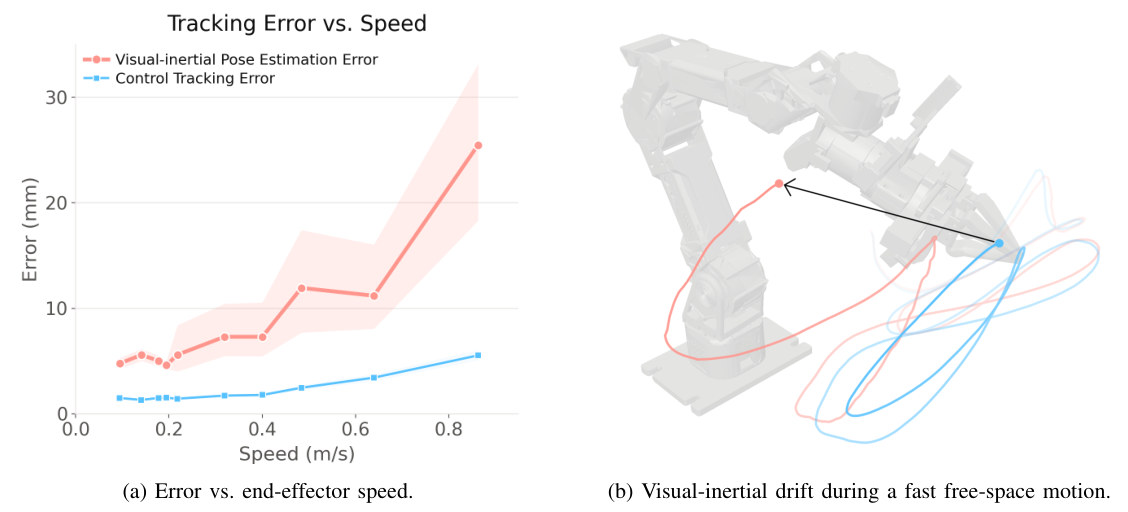 Tracking Error vs. Speed
Visual-inertial Pose Estimation Error
Control Tracking Error
Error (mm)
30
20
10
0
0.0 0.2 0.4 0.6 0.8
Speed (m/s)
(a) Error vs. end-effector speed.
(b) Visual-inertial drift during a fast free-space motion.